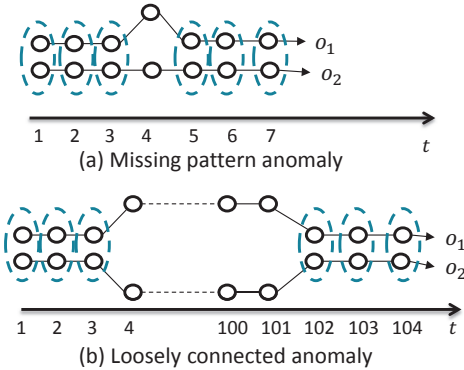 o₁
o₂
1 2 3 4 5 6 7 t
(a) Missing pattern anomaly
o₁
o₂
1 2 3 4 100 101 102 103 104 t
(b) Loosely connected anomaly